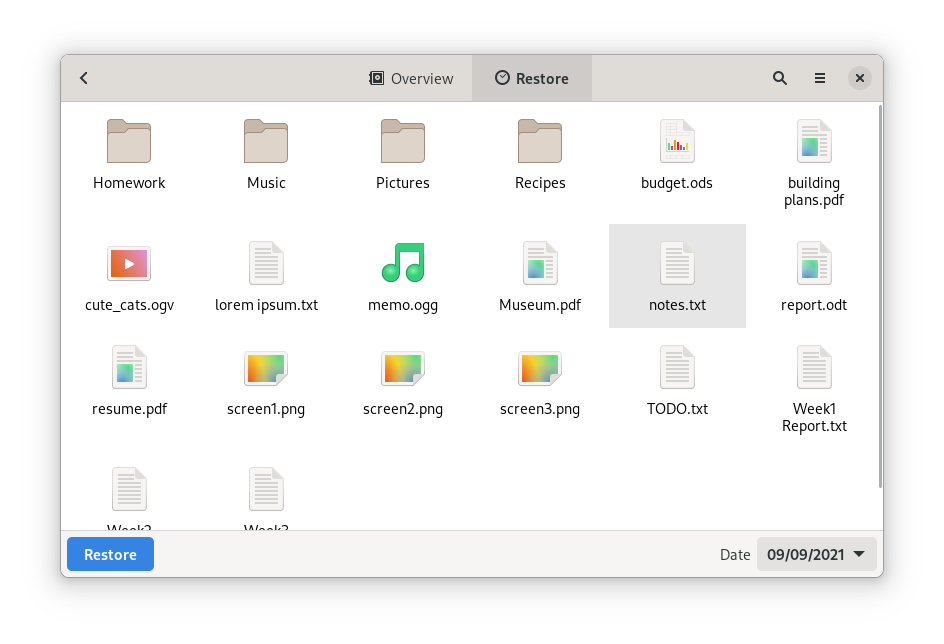 Overview
Restore
Homework
Music
Pictures
Recipes
budget.ods
building
plans.pdf
cute_cats.ogv
lorem ipsum.txt
memo.ogg
Museum.pdf
notes.txt
report.odt
resume.pdf
screen1.png
screen2.png
screen3.png
TODO.txt
Week1
Report.txt
Week2
Week3
Restore
Date
09/09/2021